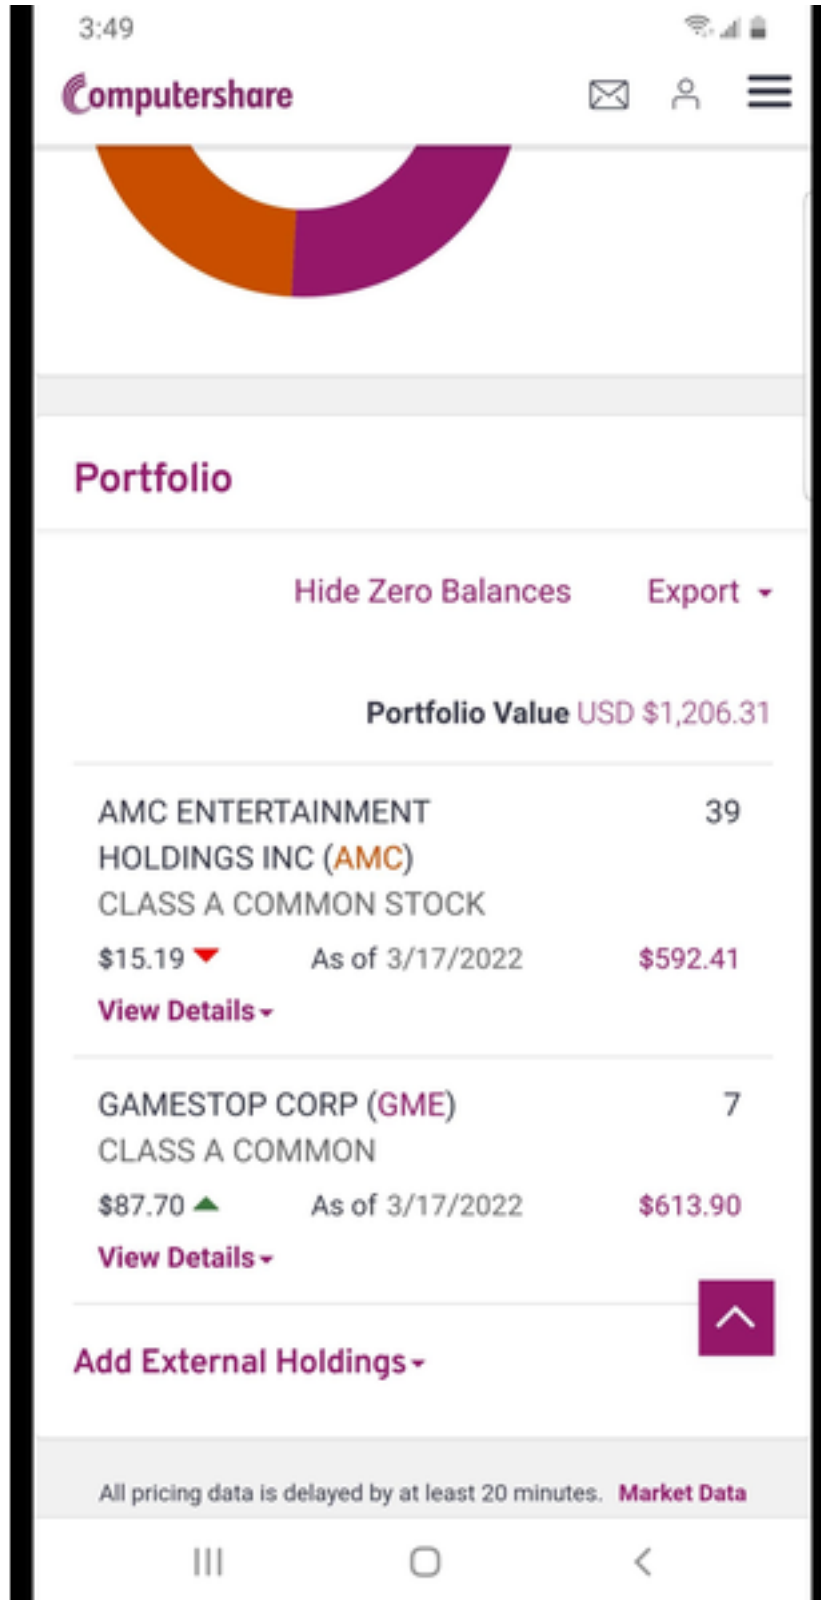 3:49
Computershare
Portfolio
Hide Zero Balances Export
Portfolio Value USD $1,206.31
AMC ENTERTAINMENT 39
HOLDINGS INC (AMC)
CLASS A COMMON STOCK
$15.19 As of 3/17/2022 $592.41
View Details
GAMESTOP CORP (GME) 7
CLASS A COMMON
$87.70 As of 3/17/2022 $613.90
View Details
Add External Holdings
All pricing data is delayed by at least 20 minutes. Market Data